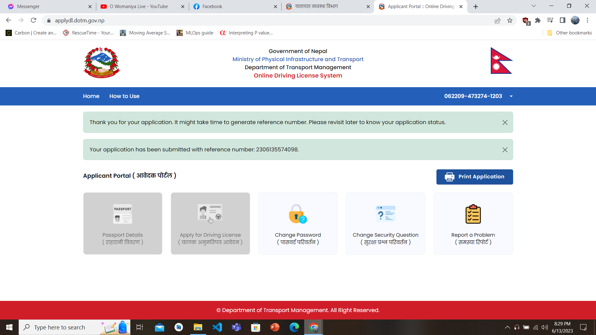 Messenger
O Womaniya Live - YouTube
Facebook
यातायात व्यवस्था विभाग
Applicant Portal :: Online Driving
applydl.dotm.gov.np
Carbon | Create an...
RescueTime - Your...
Moving Average S...
MLOps guide
Interpreting P value...
Other bookmarks
Government of Nepal
Ministry of Physical Infrastructure and Transport
Department of Transport Management
Online Driving License System
Home
How to Use
062209-473274-1203
Thank you for your application. It might take time to generate reference number. Please revisit later to know your application status.
Your application has been submitted with reference number: 2306135574098.
Applicant Portal ( आवेदक पोर्टल )
Print Application
PASSPORT
Passport Details
( राहदानी विवरण )
Apply for Driving License
( चालक अनुमतिपत्र आवेदन )
Change Password
( पासवर्ड परिवर्तन )
Change Security Question
( सुरक्षा प्रश्न परिवर्तन )
Report a Problem
( समस्या रिपोर्ट )
© Department of Transport Management. All Right Reserved.
Type here to search
8:29 PM
6/13/2023